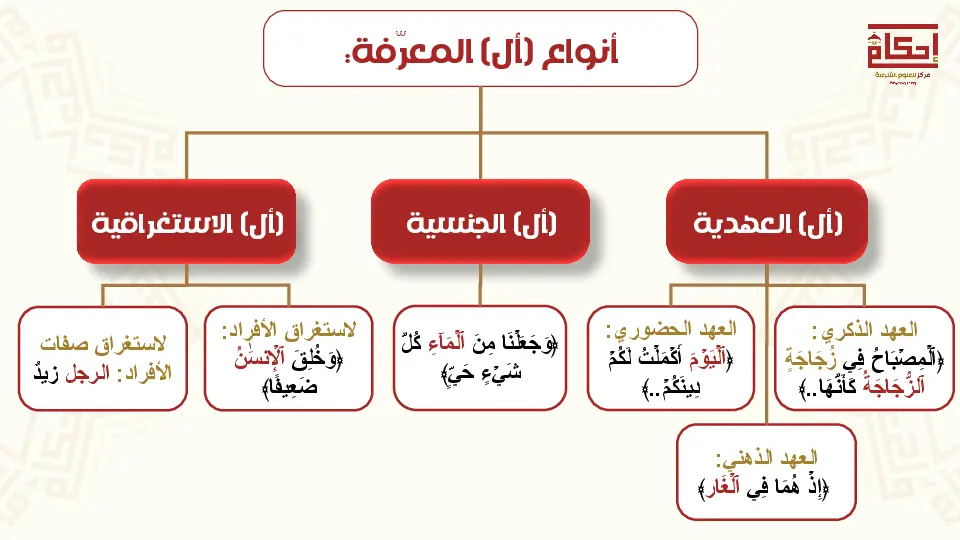 أنواع (أل) المعرّفة:
إحكام
مركز للعلوم الشرعية
(أل) العهدية
(أل) الجنسية
(أل) الاستغراقية
العهد الذكري:
﴿ٱلۡمِصۡبَاحُ فِي زُجَاجَةٍ
ٱلزُّجَاجَةُ كَأَنَّهَا..﴾
العهد الحضوري:
﴿ٱلۡيَوۡمَ أَكۡمَلۡتُ لَكُمۡ
دِينَكُمۡ..﴾
العهد الذهني:
﴿إِذۡ هُمَا فِي ٱلۡغَارِ﴾
﴿وَجَعَلۡنَا مِنَ ٱلۡمَآءِ كُلَّ
شَيۡءٍ حَيٍّ﴾
لاستغراق الأفراد:
﴿وَخُلِقَ ٱلۡإِنسَٰنُ
ضَعِيفٗا﴾
لاستغراق صفات
الأفراد: الرجل زيدٌ